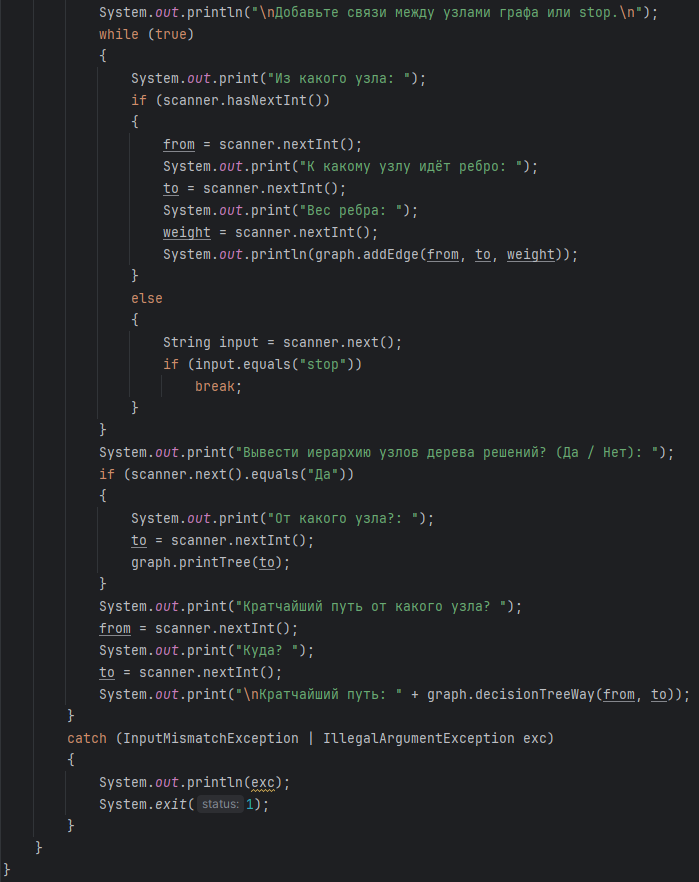 System.out.println("\nДобавьте связи между узлами графа или stop.\n");
while (true)
{
System.out.print("Из какого узла: ");
if (scanner.hasNextInt())
{
from = scanner.nextInt();
System.out.print("К какому узлу идёт ребро: ");
to = scanner.nextInt();
System.out.print("Вес ребра: ");
weight = scanner.nextInt();
System.out.println(graph.addEdge(from, to, weight));
}
else
{
String input = scanner.next();
if (input.equals("stop"))
break;
}
}
System.out.print("Вывести иерархию узлов дерева решений? (Да / Нет): ");
if (scanner.next().equals("Да"))
{
System.out.print("От какого узла?: ");
to = scanner.nextInt();
graph.printTree(to);
}
System.out.print("Кратчайший путь от какого узла? ");
from = scanner.nextInt();
System.out.print("Куда? ");
to = scanner.nextInt();
System.out.print("\nКратчайший путь: " + graph.decisionTreeWay(from, to));
}
catch (InputMismatchException | IllegalArgumentException exc)
{
System.out.println(exc);
System.exit( status: 1);
}
}
}